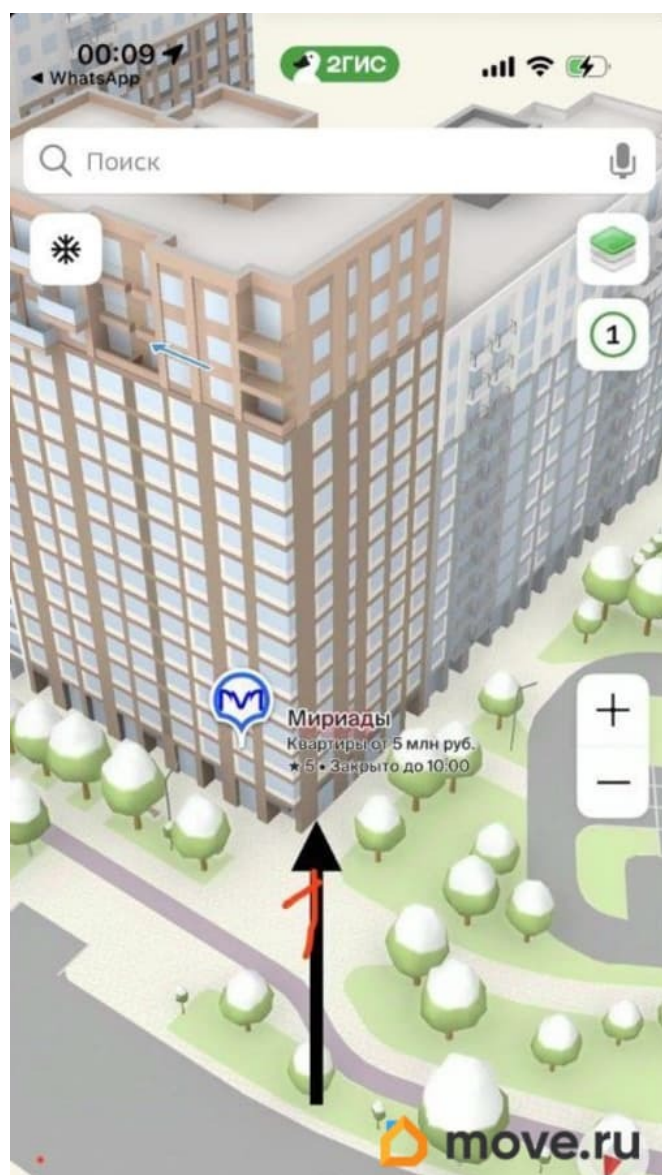 00:09
2ГИС
WhatsApp
Поиск
1
Мириады
Квартиры от 5 млн руб.
★ 5 • Закрыто до 10:00
+
−
move.ru